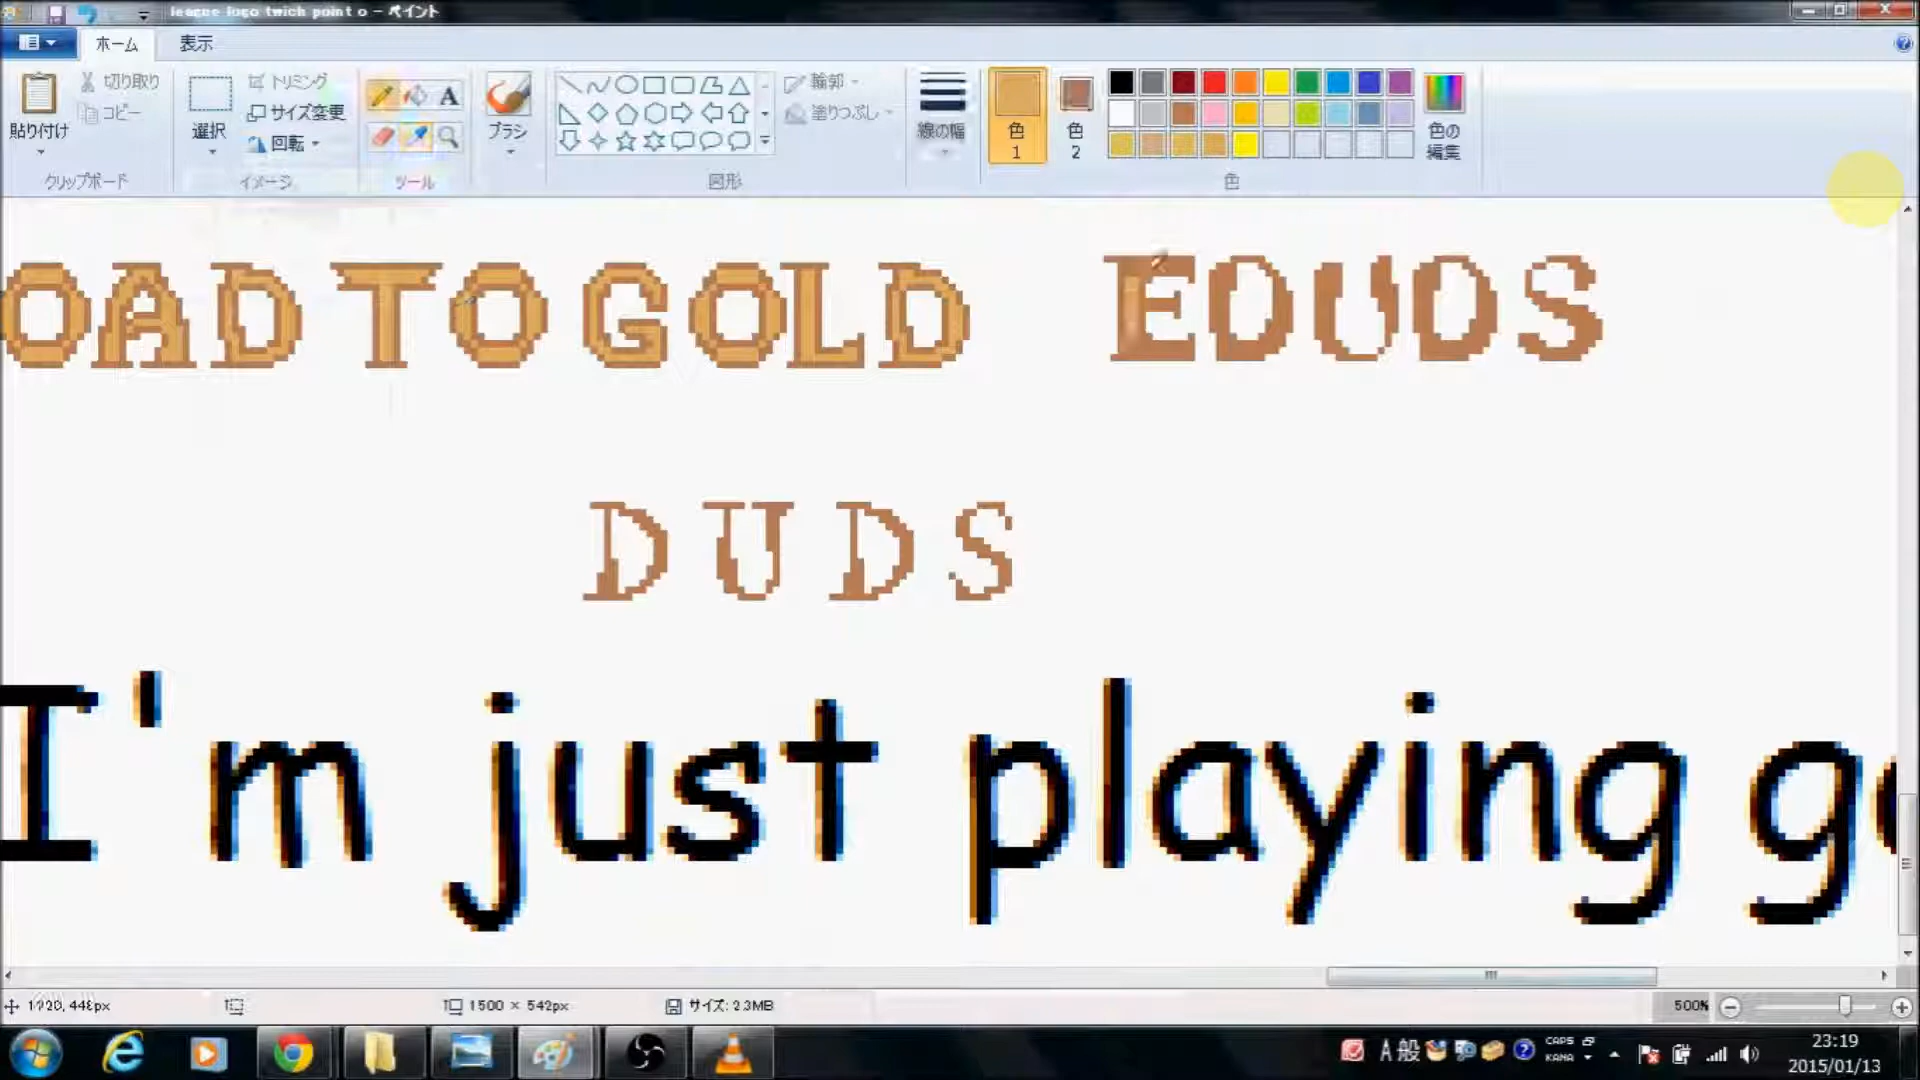 league logo twich point o - ペイント
ホーム 表示
貼り付け 切り取り コピー クリップボード
選択 トリミング サイズ変更 回転 イメージ
A
ツール
ブラシ
輪郭 塗りつぶし 図形
線の幅
色 1
色 2
色
色の編集
OAD TO GOLD EDUDS
DUDS
I'm just playing g
448px
1500 × 542px
サイズ: 2.3MB
500%
A 般
CAPS
KANA
23:19
2015/01/13